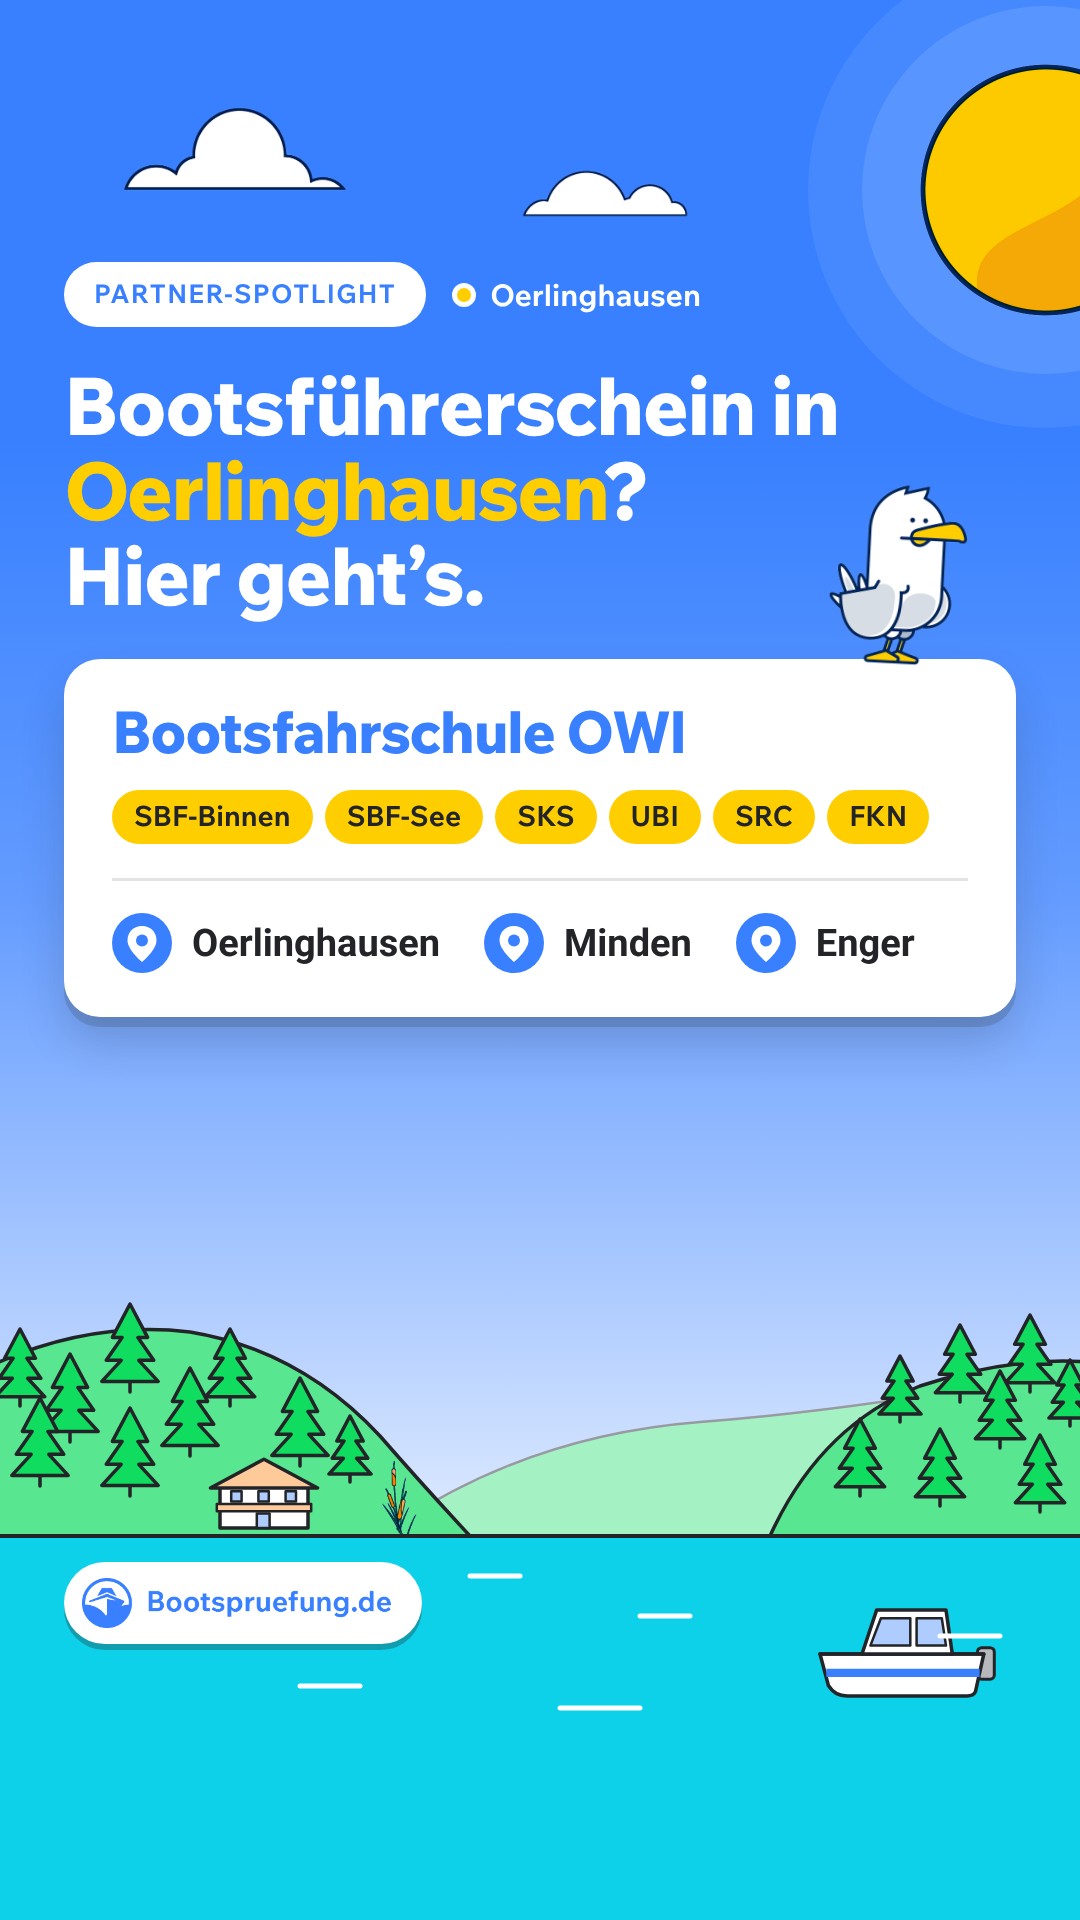 PARTNER-SPOTLIGHT
Oerlinghausen
Bootsführerschein in
Oerlinghausen?
Hier geht’s.
Bootsfahrschule OWl
SBF-Binnen SBF-See SKS UBI SRC FKN
Oerlinghausen Minden Enger
Bootspruefung.de